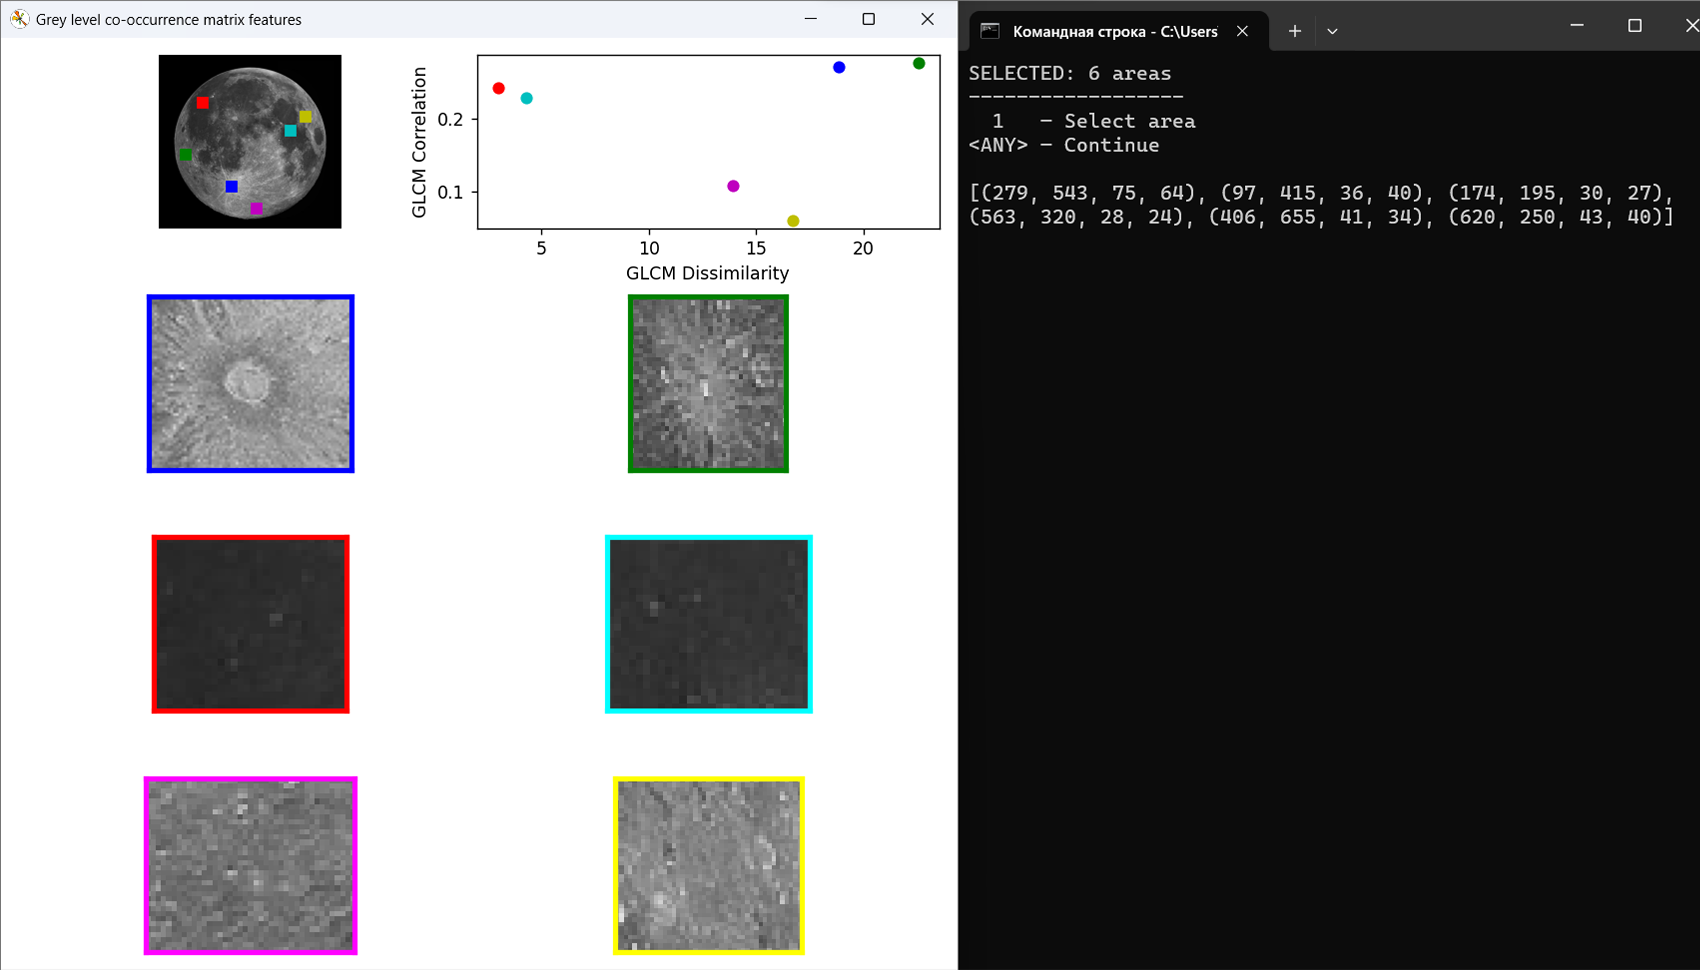 Grey level co-occurrence matrix features
GLCM Correlation
0.2
0.1
5 10 15 20
GLCM Dissimilarity
Командная строка - C:\Users
SELECTED: 6 areas
------------------
1 - Select area
<ANY> - Continue
[(279, 543, 75, 64), (97, 415, 36, 40), (174, 195, 30, 27),
(563, 320, 28, 24), (406, 655, 41, 34), (620, 250, 43, 40)]